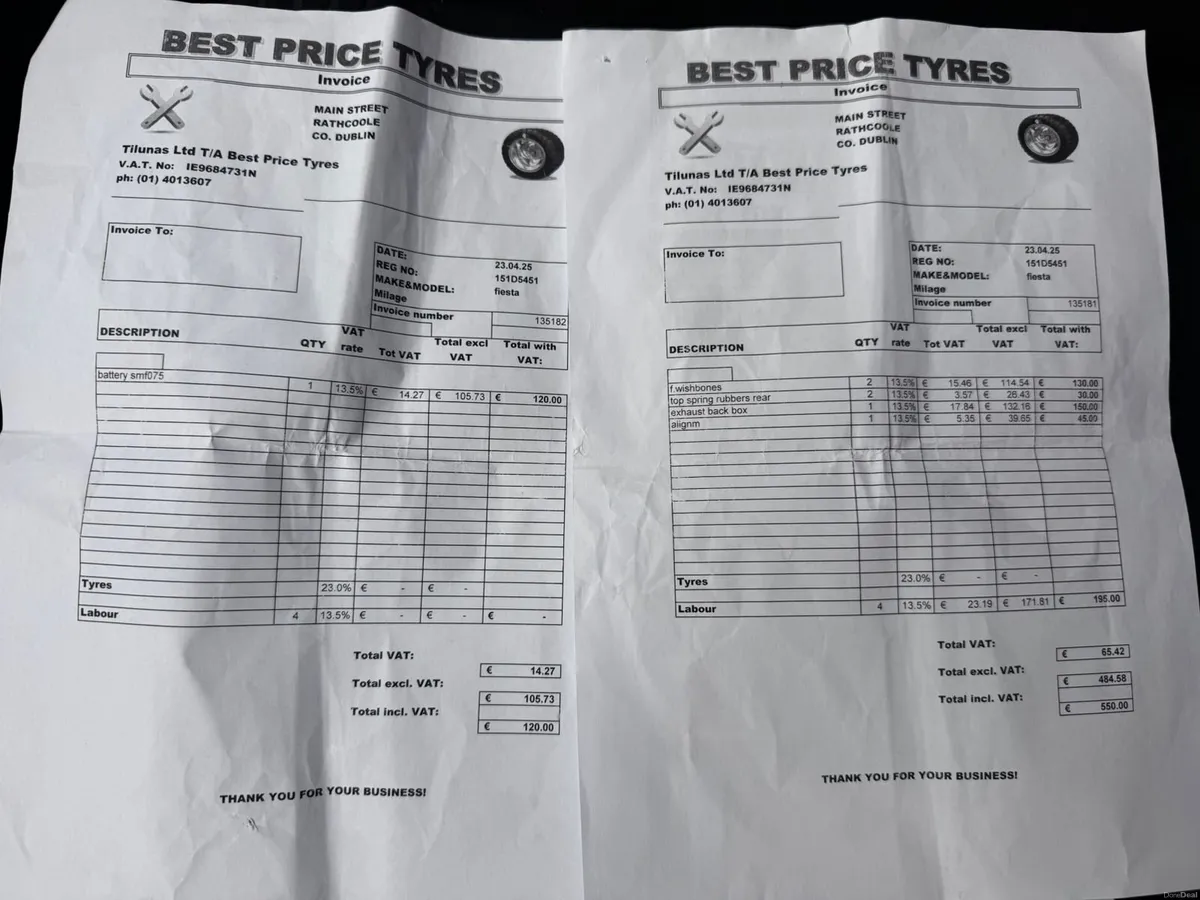 BEST PRICE TYRES
Invoice
MAIN STREET
RATHCOOLE
CO. DUBLIN
Tilunas Ltd T/A Best Price Tyres
V.A.T. No: IE9684731N
ph: (01) 4013607
Invoice To:
DATE: 23.04.25
REG NO: 151D5451
MAKE&MODEL: fiesta
Milage
Invoice number 135182
DESCRIPTION QTY VAT rate Tot VAT Total excl VAT Total with VAT:
battery smf075 1 13.5% € 14.27 € 105.73 € 120.00
Tyres 23.0% € - € -
Labour 4 13.5% € - € - € -
Total VAT: € 14.27
Total excl. VAT: € 105.73
Total incl. VAT: € 120.00
THANK YOU FOR YOUR BUSINESS!
BEST PRICE TYRES
Invoice
MAIN STREET
RATHCOOLE
CO. DUBLIN
Tilunas Ltd T/A Best Price Tyres
V.A.T. No: IE9684731N
ph: (01) 4013607
Invoice To:
DATE: 23.04.25
REG NO: 151D5451
MAKE&MODEL: fiesta
Milage
Invoice number 135181
DESCRIPTION QTY VAT rate Tot VAT Total excl VAT Total with VAT:
f.wishbones 2 13.5% € 15.46 € 114.54 € 130.00
top spring rubbers rear 2 13.5% € 3.57 € 26.43 € 30.00
exhaust back box 1 13.5% € 17.84 € 132.16 € 150.00
alignm 1 13.5% € 5.35 € 39.65 € 45.00
Tyres 23.0% € - € -
Labour 4 13.5% € 23.19 € 171.81 € 195.00
Total VAT: € 65.42
Total excl. VAT: € 484.58
Total incl. VAT: € 550.00
THANK YOU FOR YOUR BUSINESS!
DoneDeal